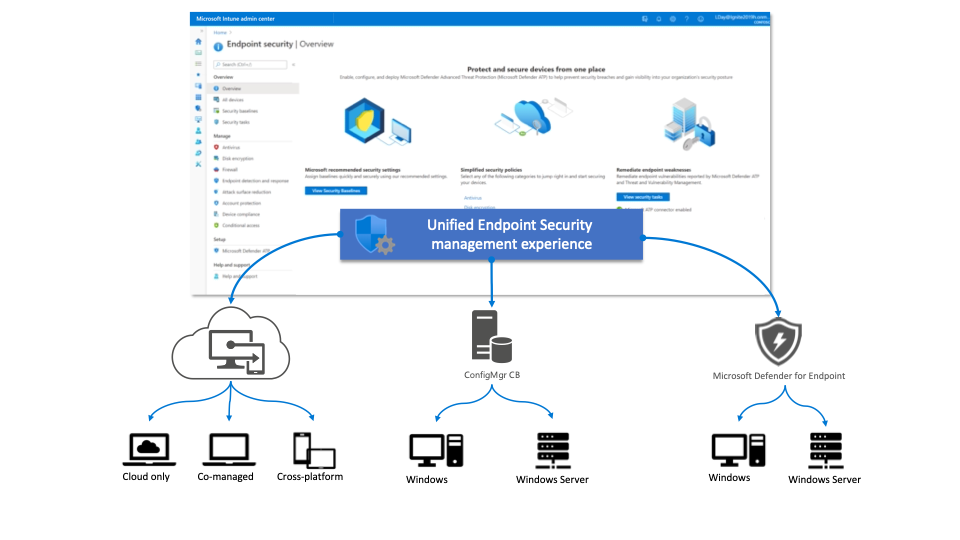 Microsoft Intune admin center
CONTOSO
Home >
Endpoint security | Overview
Search (Ctrl+/)
«
Overview
Overview
All devices
Security baselines
Security tasks
Manage
Antivirus
Disk encryption
Firewall
Endpoint detection and response
Attack surface reduction
Account protection
Device compliance
Conditional access
Setup
Microsoft Defender ATP
Help and support
Help and support
Protect and secure devices from one place
Enable, configure, and deploy Microsoft Defender Advanced Threat Protection (Microsoft Defender ATP) to help prevent security breaches and gain visibility into your organization's security posture
Microsoft recommended security settings
Assign baselines quickly and securely using our recommended settings.
View Security Baselines
Simplified security policies
Select any of the following categories to jump right in and start securing
your devices.
Antivirus
Disk encryption
Remediate endpoint weaknesses
Remediate endpoint vulnerabilities reported by Microsoft Defender ATP
and Threat and Vulnerability Management.
View security tasks
ATP connector enabled
Unified Endpoint Security
management experience
ConfigMgr CB
Microsoft Defender for Endpoint
Cloud only
Co-managed
Cross-platform
Windows
Windows Server
Windows
Windows Server